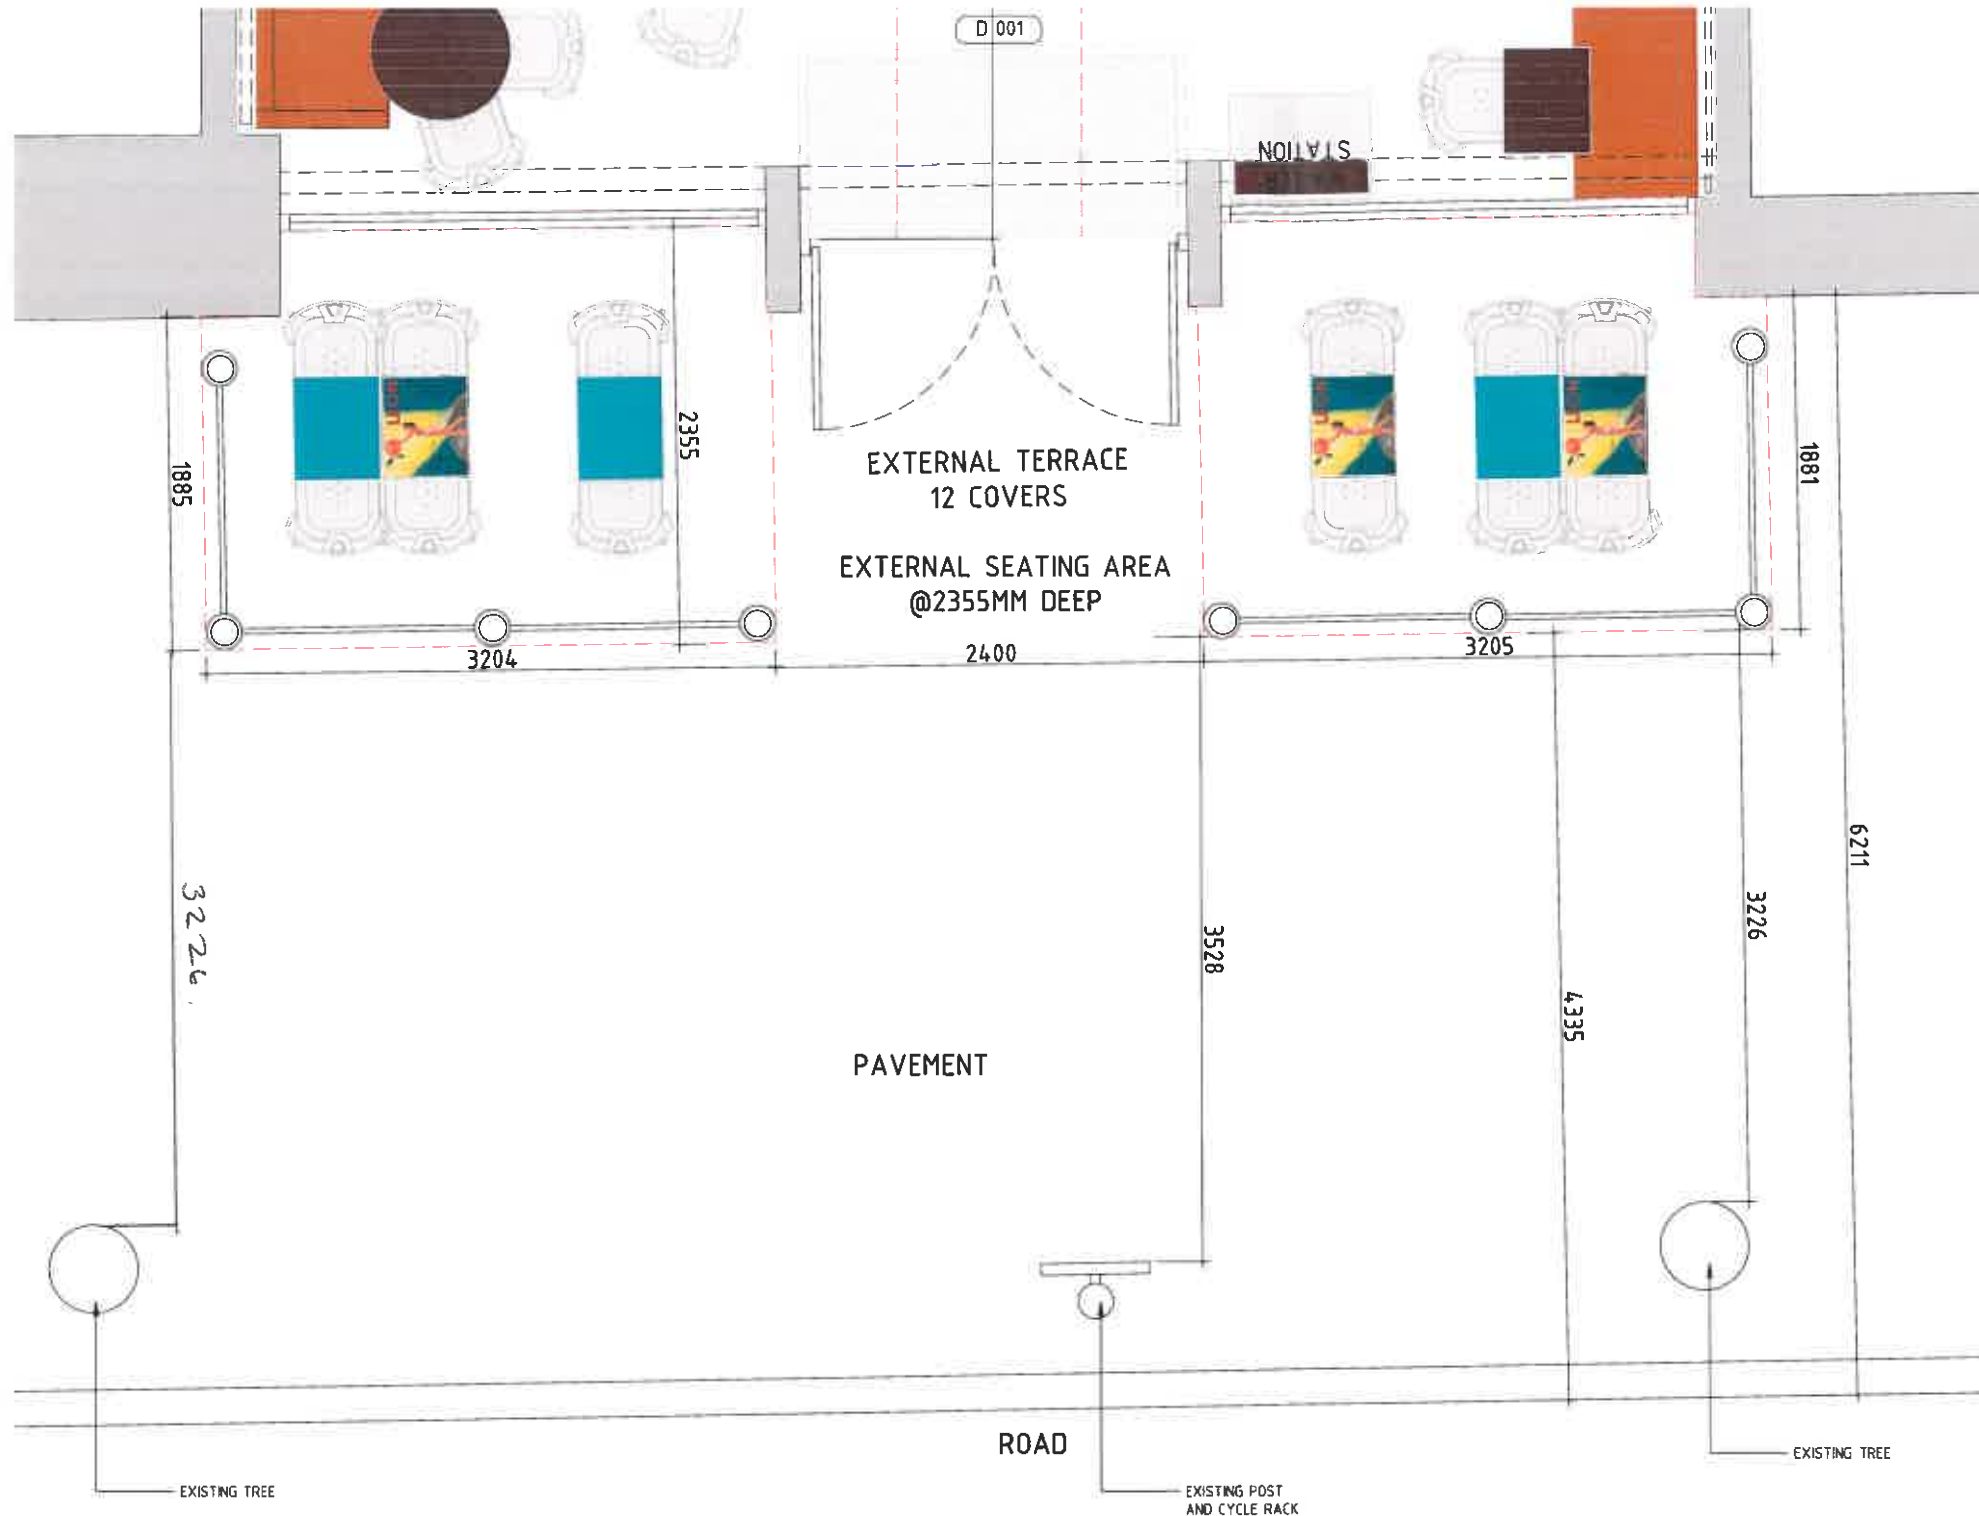 D 001
STATION
2355
1885
1881
EXTERNAL TERRACE
12 COVERS
EXTERNAL SEATING AREA
@2355MM DEEP
3204
2400
3205
6211
3226.
3528
3226
4335
PAVEMENT
ROAD
EXISTING TREE
EXISTING POST
AND CYCLE RACK
EXISTING TREE